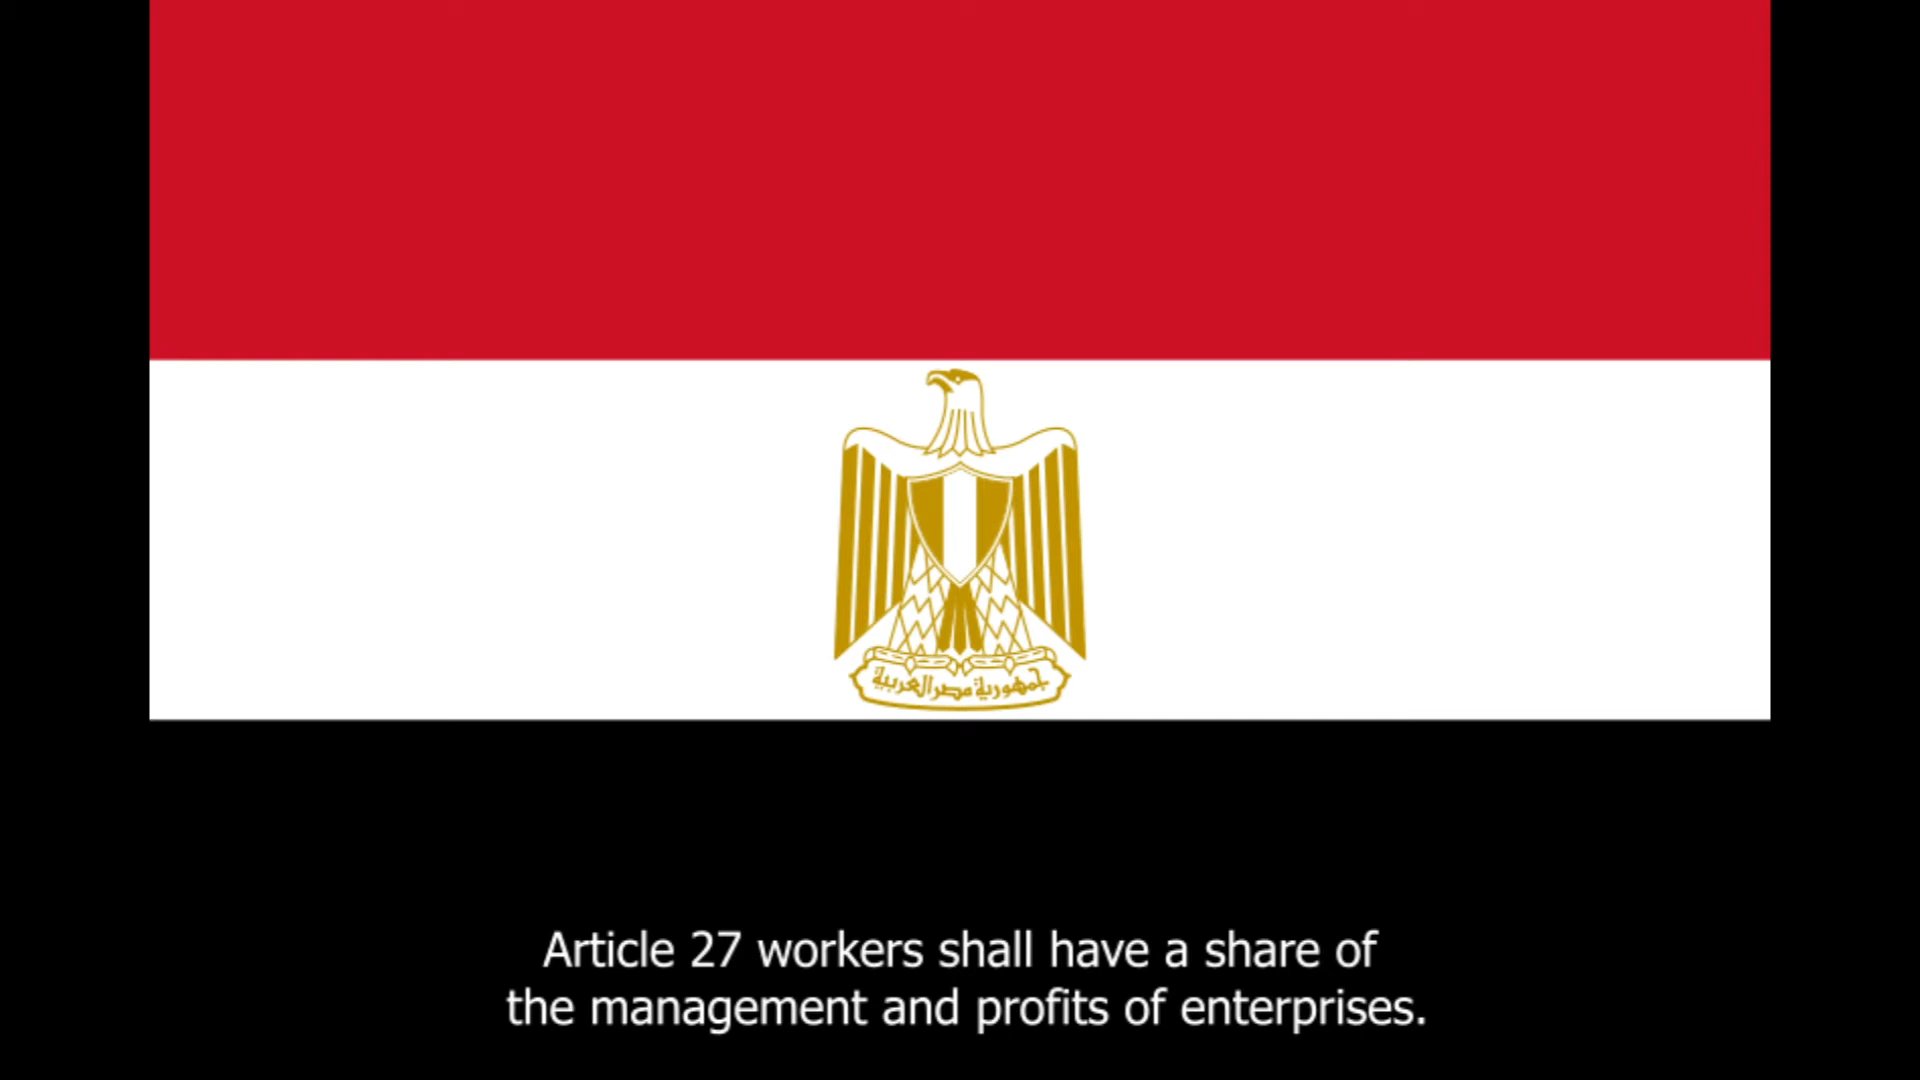 جمهورية مصر العربية
Article 27 workers shall have a share of
the management and profits of enterprises.